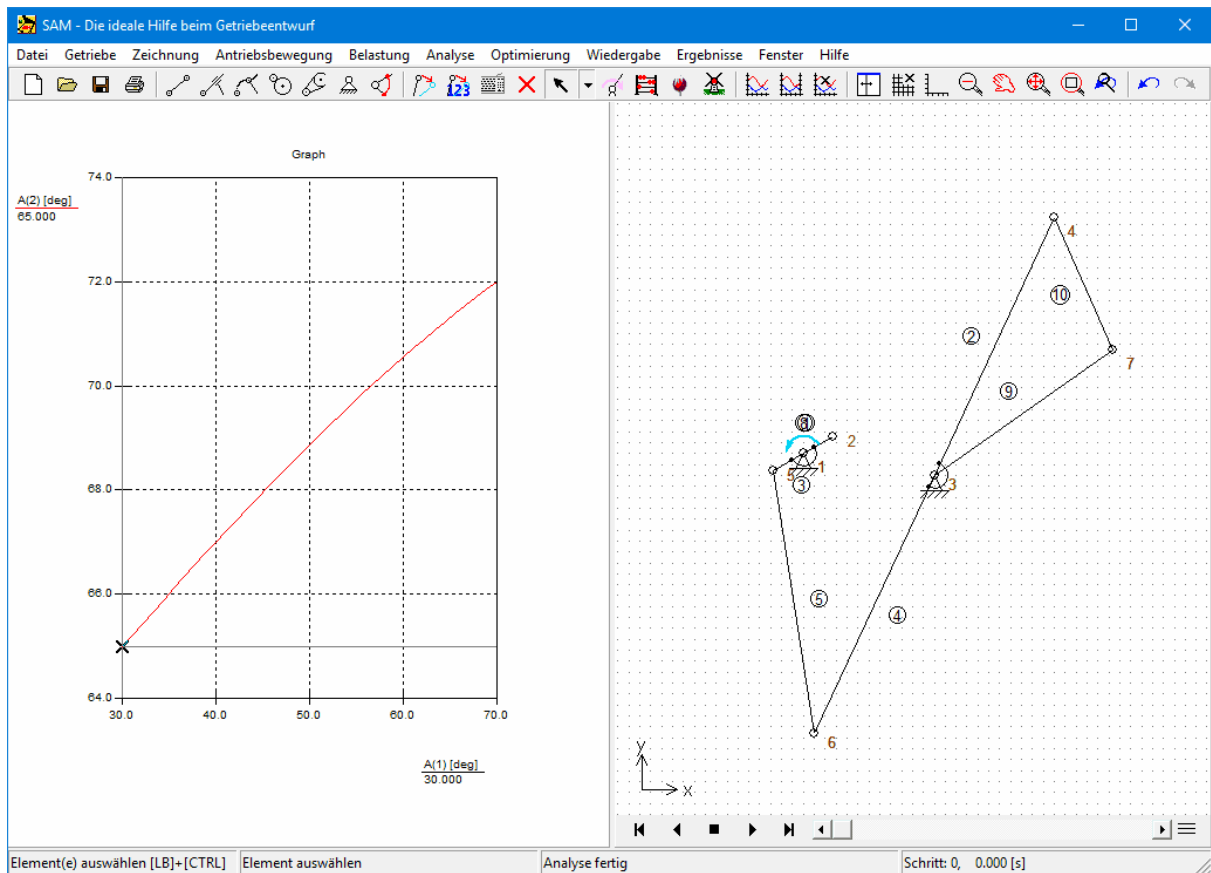 SAM - Die ideale Hilfe beim Getriebeentwurf
Datei Getriebe Zeichnung Antriebsbewegung Belastung Analyse Optimierung Wiedergabe Ergebnisse Fenster Hilfe
123
Graph
A(2) [deg]
65.000
74.0
72.0
70.0
68.0
66.0
64.0
30.0 40.0 50.0 60.0 70.0
A(1) [deg]
30.000
4
10
2
7
9
2
1
5
3
3
5
4
6
y
x
Element(e) auswählen [LB]+[CTRL] Element auswählen Analyse fertig Schritt: 0, 0.000 [s]